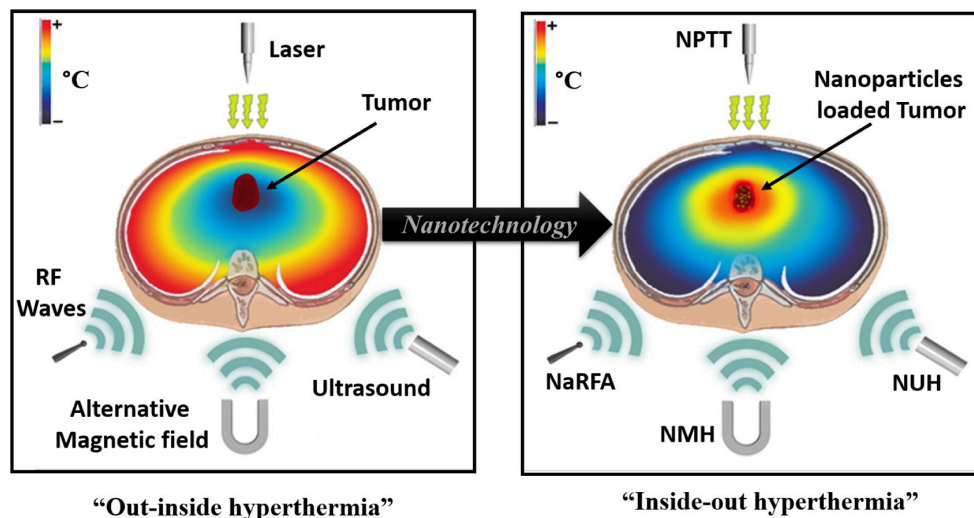 +
°C
−
Laser
Tumor
RF
Waves
Ultrasound
Alternative
Magnetic field
“Out-inside hyperthermia”
Nanotechnology
+
°C
−
NPTT
Nanoparticles
loaded Tumor
NaRFA
NUH
NMH
“Inside-out hyperthermia”